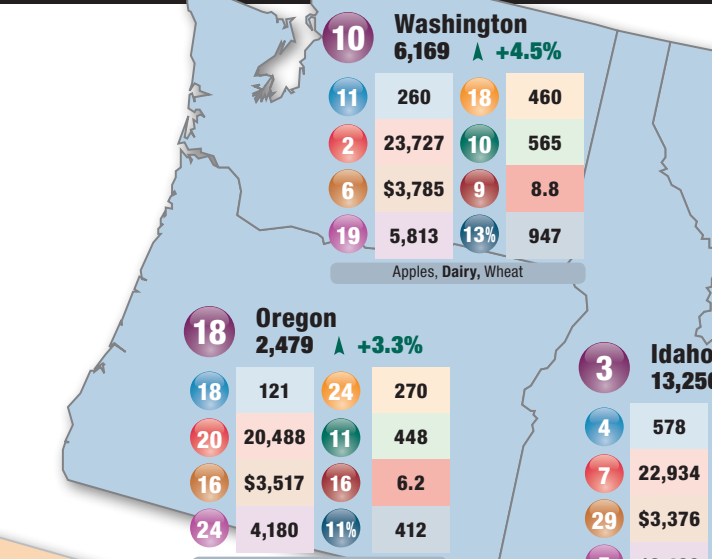 10 Washington
6,169 +4.5%
11 260 18 460
2 23,727 10 565
6 $3,785 9 8.8
19 5,813 13% 947
Apples, Dairy, Wheat
18 Oregon
2,479 +3.3%
18 121 24 270
20 20,488 11 448
16 $3,517 16 6.2
24 4,180 11% 412
3 Idaho
13,25
4 578
7 22,934
29 $3,376